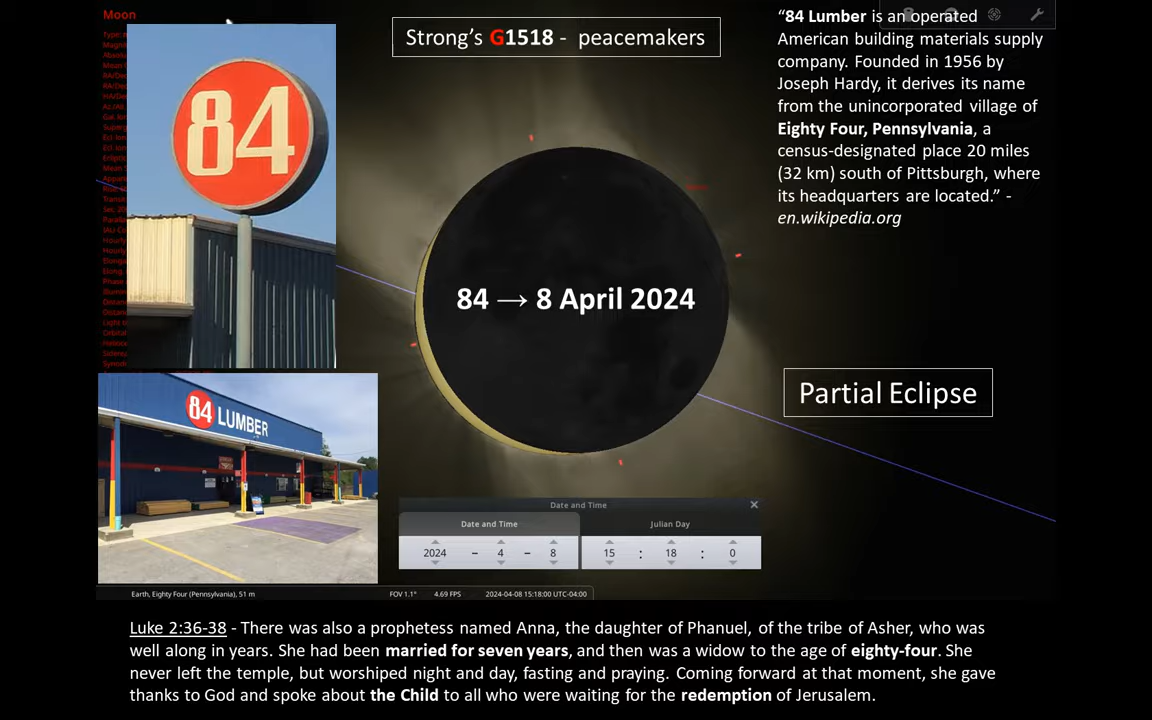 Moon
Strong's G1518 - peacemakers
"84 Lumber is an operated
American building materials supply
company. Founded in 1956 by
Joseph Hardy, it derives its name
from the unincorporated village of
Eighty Four, Pennsylvania, a
census-designated place 20 miles
(32 km) south of Pittsburgh, where
its headquarters are located." -
en.wikipedia.org
84
84 → 8 April 2024
Partial Eclipse
84 LUMBER
Date and Time
Date and Time
Julian Day
2024 - 4 - 8 15 : 18 : 0
Earth, Eighty Four (Pennsylvania), 51 m FOV 1.1° 4.69 FPS 2024-04-08 15:18:00 UTC-04:00
Luke 2:36-38 - There was also a prophetess named Anna, the daughter of Phanuel, of the tribe of Asher, who was
well along in years. She had been married for seven years, and then was a widow to the age of eighty-four. She
never left the temple, but worshiped night and day, fasting and praying. Coming forward at that moment, she gave
thanks to God and spoke about the Child to all who were waiting for the redemption of Jerusalem.